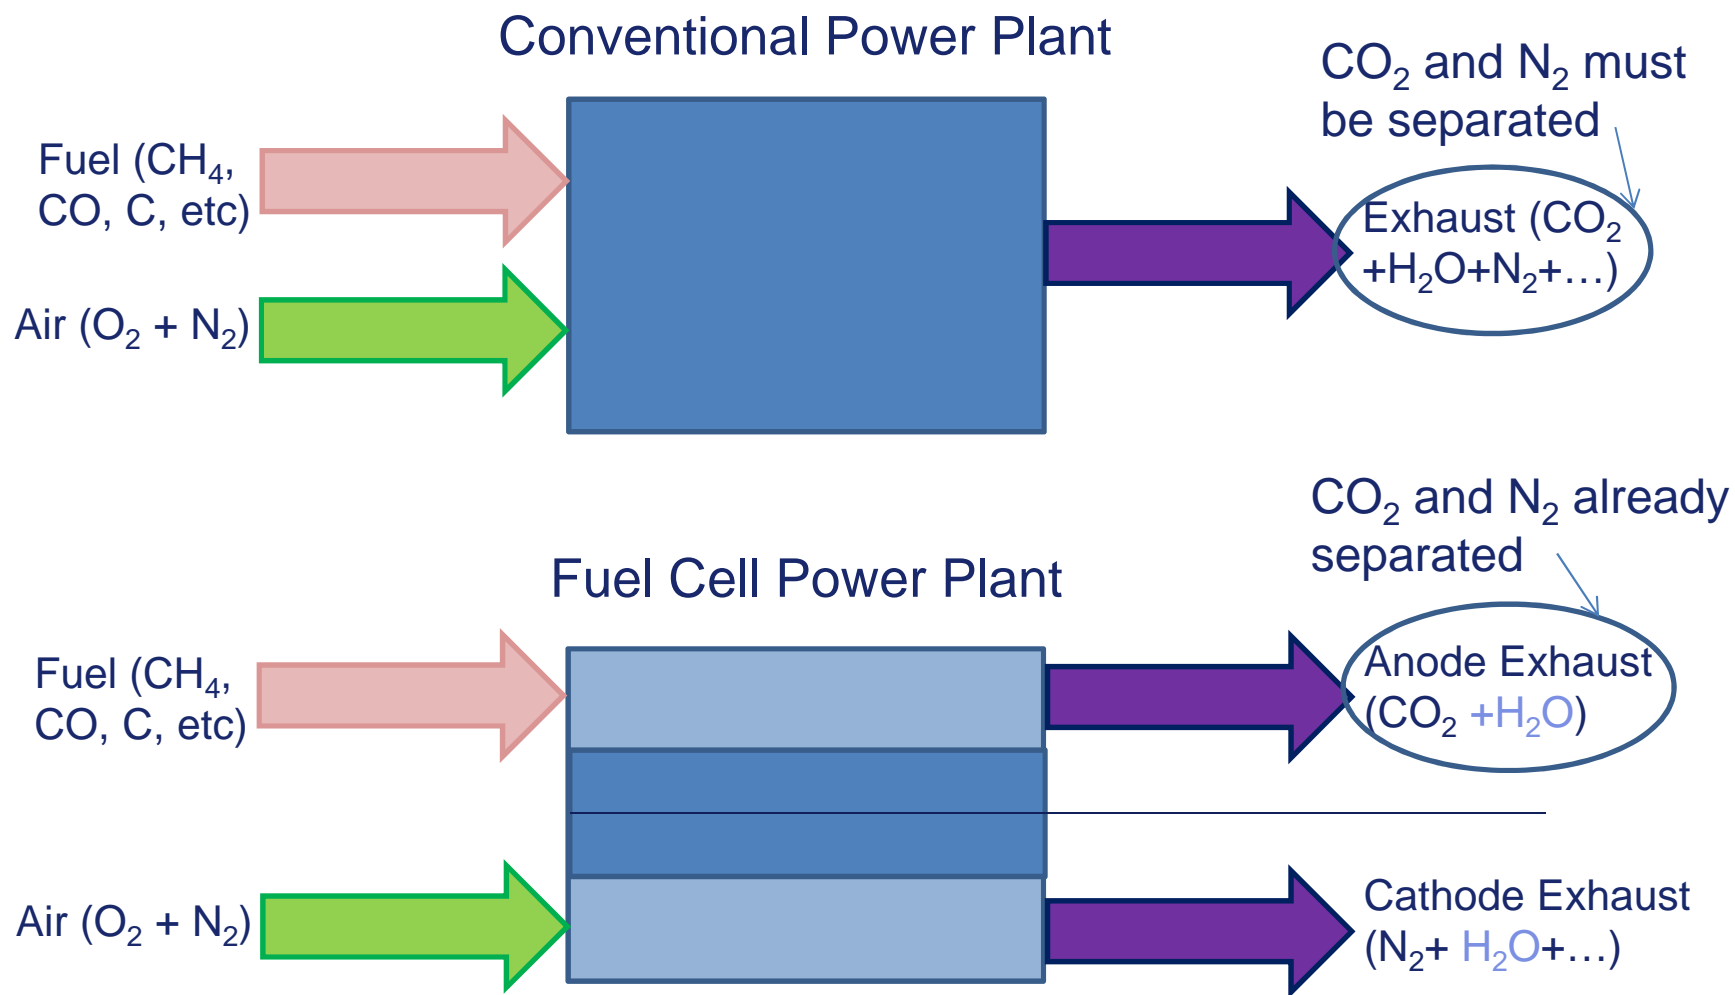 Conventional Power Plant
CO₂ and N₂ must
be separated
Fuel (CH₄,
CO, C, etc)
Exhaust (CO₂
+H₂O+N₂+…)
Air (O₂ + N₂)
CO₂ and N₂ already
separated
Fuel Cell Power Plant
Fuel (CH₄,
CO, C, etc)
Anode Exhaust
(CO₂ +H₂O)
Air (O₂ + N₂)
Cathode Exhaust
(N₂+ H₂O+…)